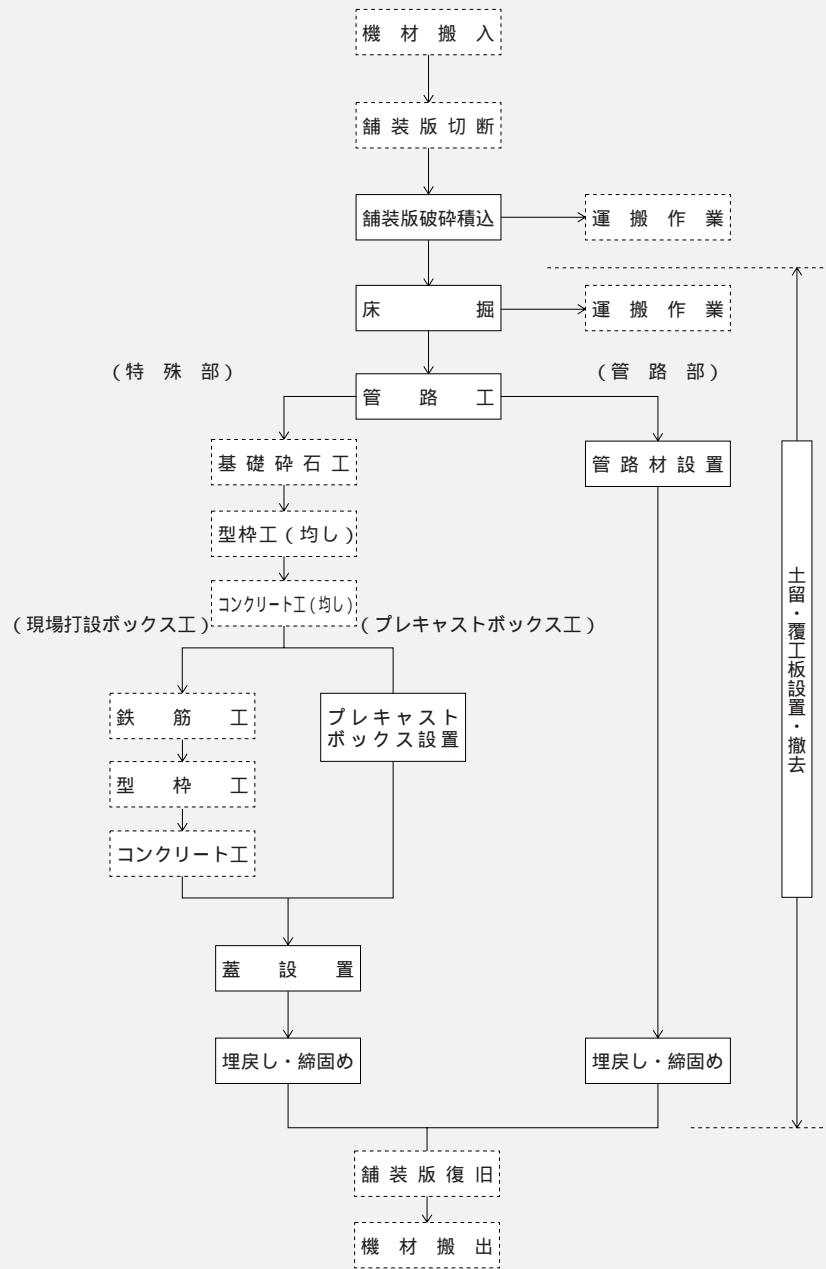 機材搬入
舗装版切断
舗装版破砕積込
運搬作業
床掘
運搬作業
(特殊部)
(管路部)
管路工
基礎砕石工
管路材設置
型枠工(均し)
コンクリート工(均し)
(現場打設ボックス工)
(プレキャストボックス工)
鉄筋工
プレキャスト
ボックス設置
型枠工
コンクリート工
土留・覆工板設置・撤去
蓋設置
埋戻し・締固め
埋戻し・締固め
舗装版復旧
機材搬出